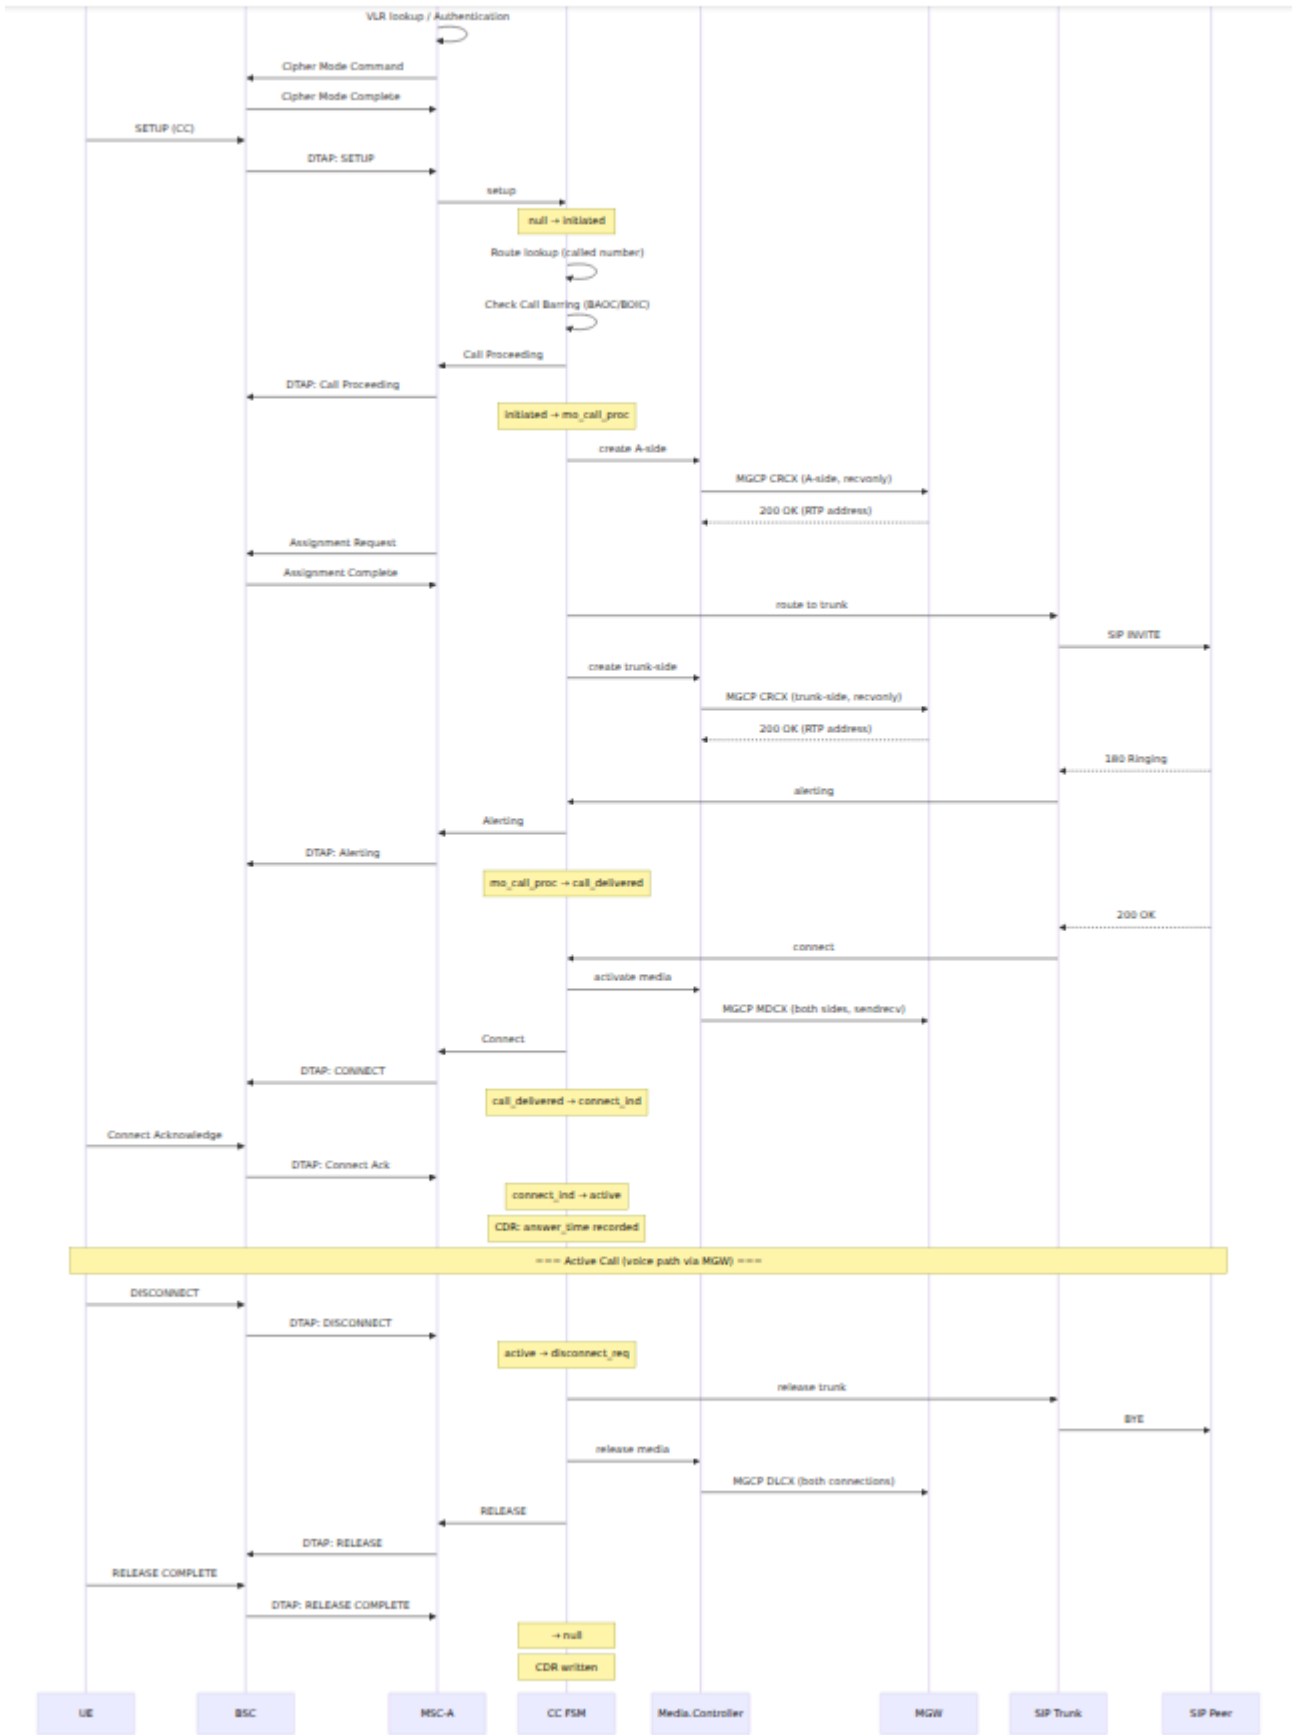 VLR lookup / Authentication
Cipher Mode Command
Cipher Mode Complete
SETUP (CC)
DTAP: SETUP
setup
null → initiated
Route lookup (called number)
Check Call Barring (BAOC/BOIC)
Call Proceeding
DTAP: Call Proceeding
initiated → mo_call_proc
create A-side
MGCP CRCX (A-side, recvonly)
200 OK (RTP address)
Assignment Request
Assignment Complete
route to trunk
SIP INVITE
create trunk-side
MGCP CRCX (trunk-side, recvonly)
200 OK (RTP address)
180 Ringing
alerting
Alerting
DTAP: Alerting
mo_call_proc → call_delivered
200 OK
connect
activate media
MGCP MDCX (both sides, sendrecv)
Connect
DTAP: CONNECT
call_delivered → connect_ind
Connect Acknowledge
DTAP: Connect Ack
connect_ind → active
CDR: answer_time recorded
=== Active Call (voice path via MGW) ===
DISCONNECT
DTAP: DISCONNECT
active → disconnect_req
release trunk
BYE
release media
MGCP DLCX (both connections)
RELEASE
DTAP: RELEASE
RELEASE COMPLETE
DTAP: RELEASE COMPLETE
→ null
CDR written
UE
BSC
MSC-A
CC FSM
Media.Controller
MGW
SIP Trunk
SIP Peer